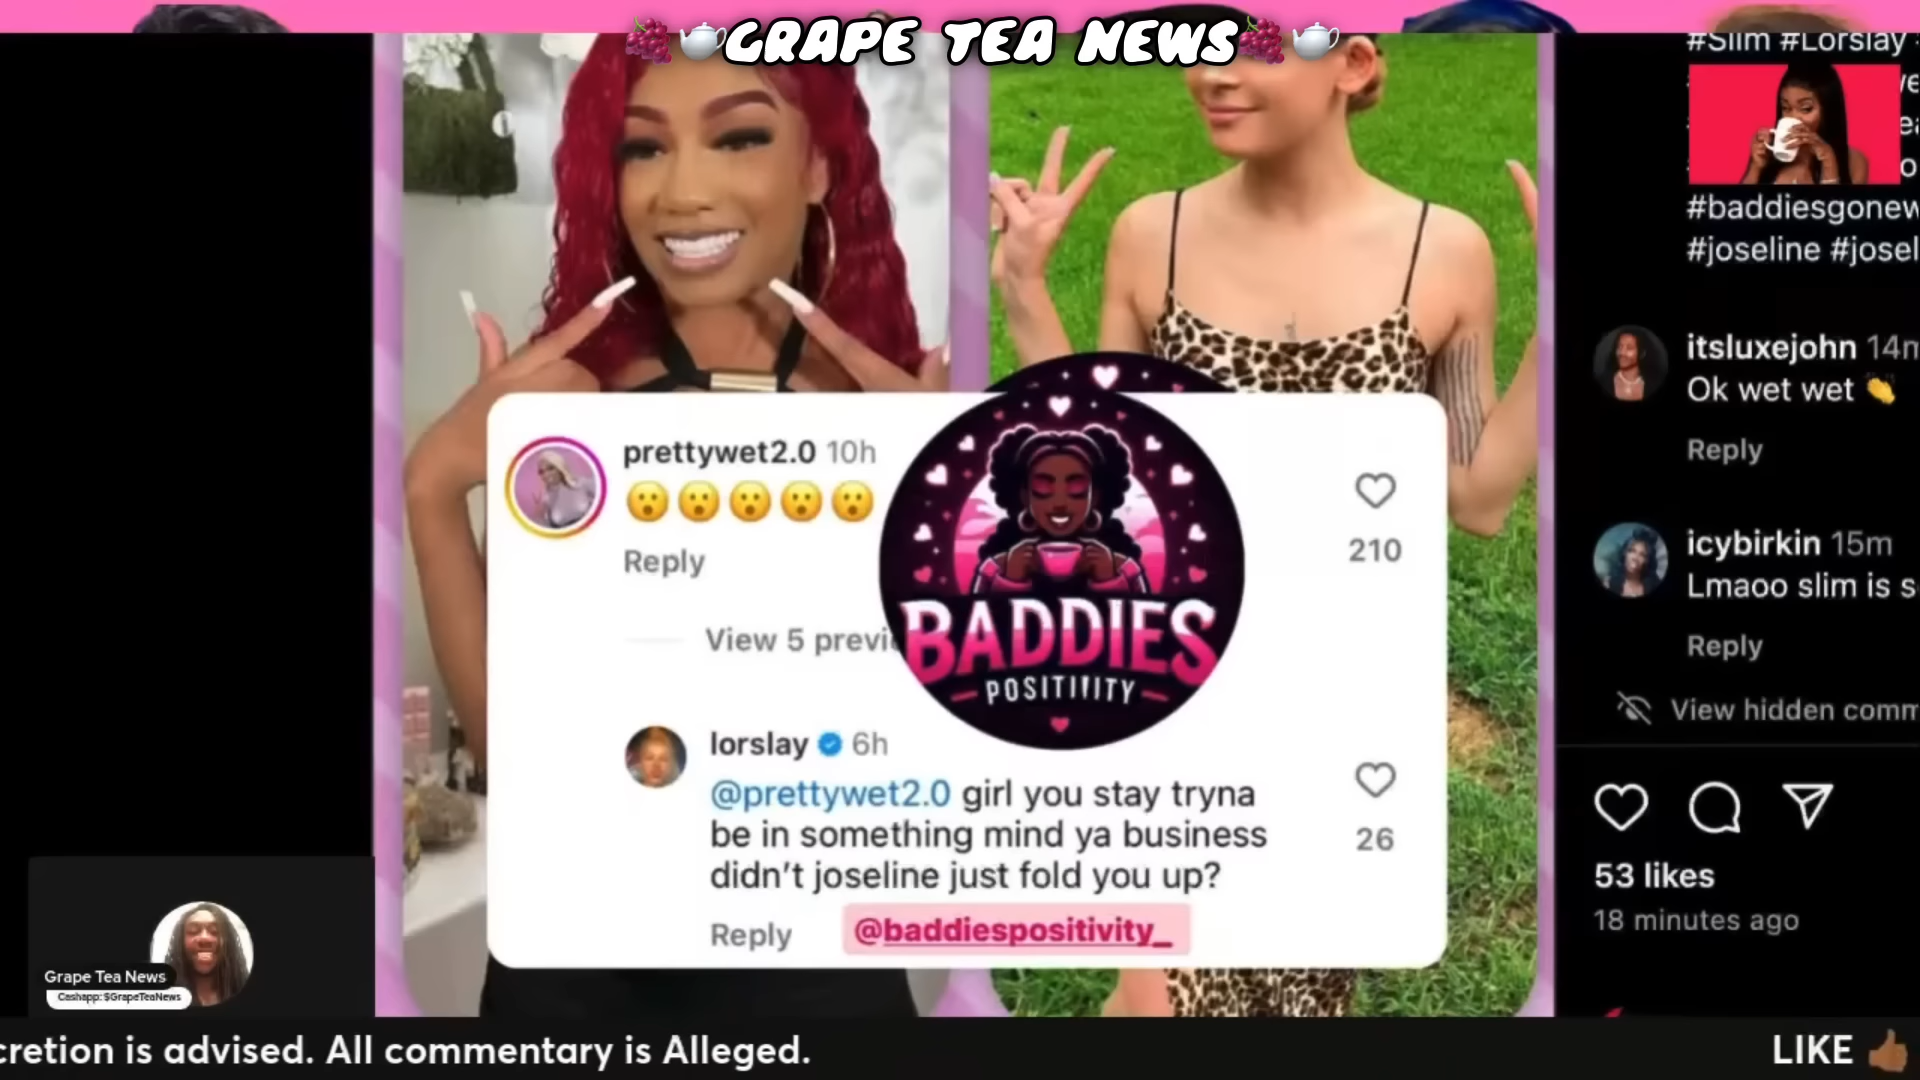 GRAPE TEA NEWS
#Slim #Lorslay
#baddiesgonew
#joseline #josel
prettywet2.0 10h
😮😮😮😮😮
Reply
View 5 previ
210
BADDIES
POSITIVITY
lorslay 6h
@prettywet2.0 girl you stay tryna
be in something mind ya business
didn't joseline just fold you up?
26
Reply
@baddiespositivity_
itsluxejohn 14m
Ok wet wet 👏
Reply
icybirkin 15m
Lmaoo slim is s
Reply
View hidden comm
53 likes
18 minutes ago
Grape Tea News
Cashapp: $GrapeTeaNews
cretion is advised. All commentary is Alleged.
LIKE 👍🏾